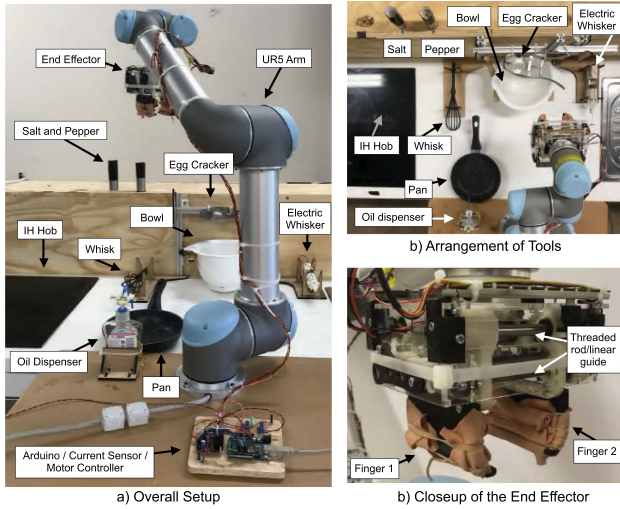 End Effector
UR5 Arm
Salt and Pepper
Egg Cracker
Bowl
Electric
Whisker
IH Hob
Whisk
Oil Dispenser
Pan
Arduino / Current Sensor /
Motor Controller
a) Overall Setup
Bowl
Egg Cracker
Electric
Whisker
Salt
Pepper
IH Hob
Whisk
Pan
Oil dispenser
b) Arrangement of Tools
Threaded
rod/linear
guide
Finger 1
Finger 2
b) Closeup of the End Effector